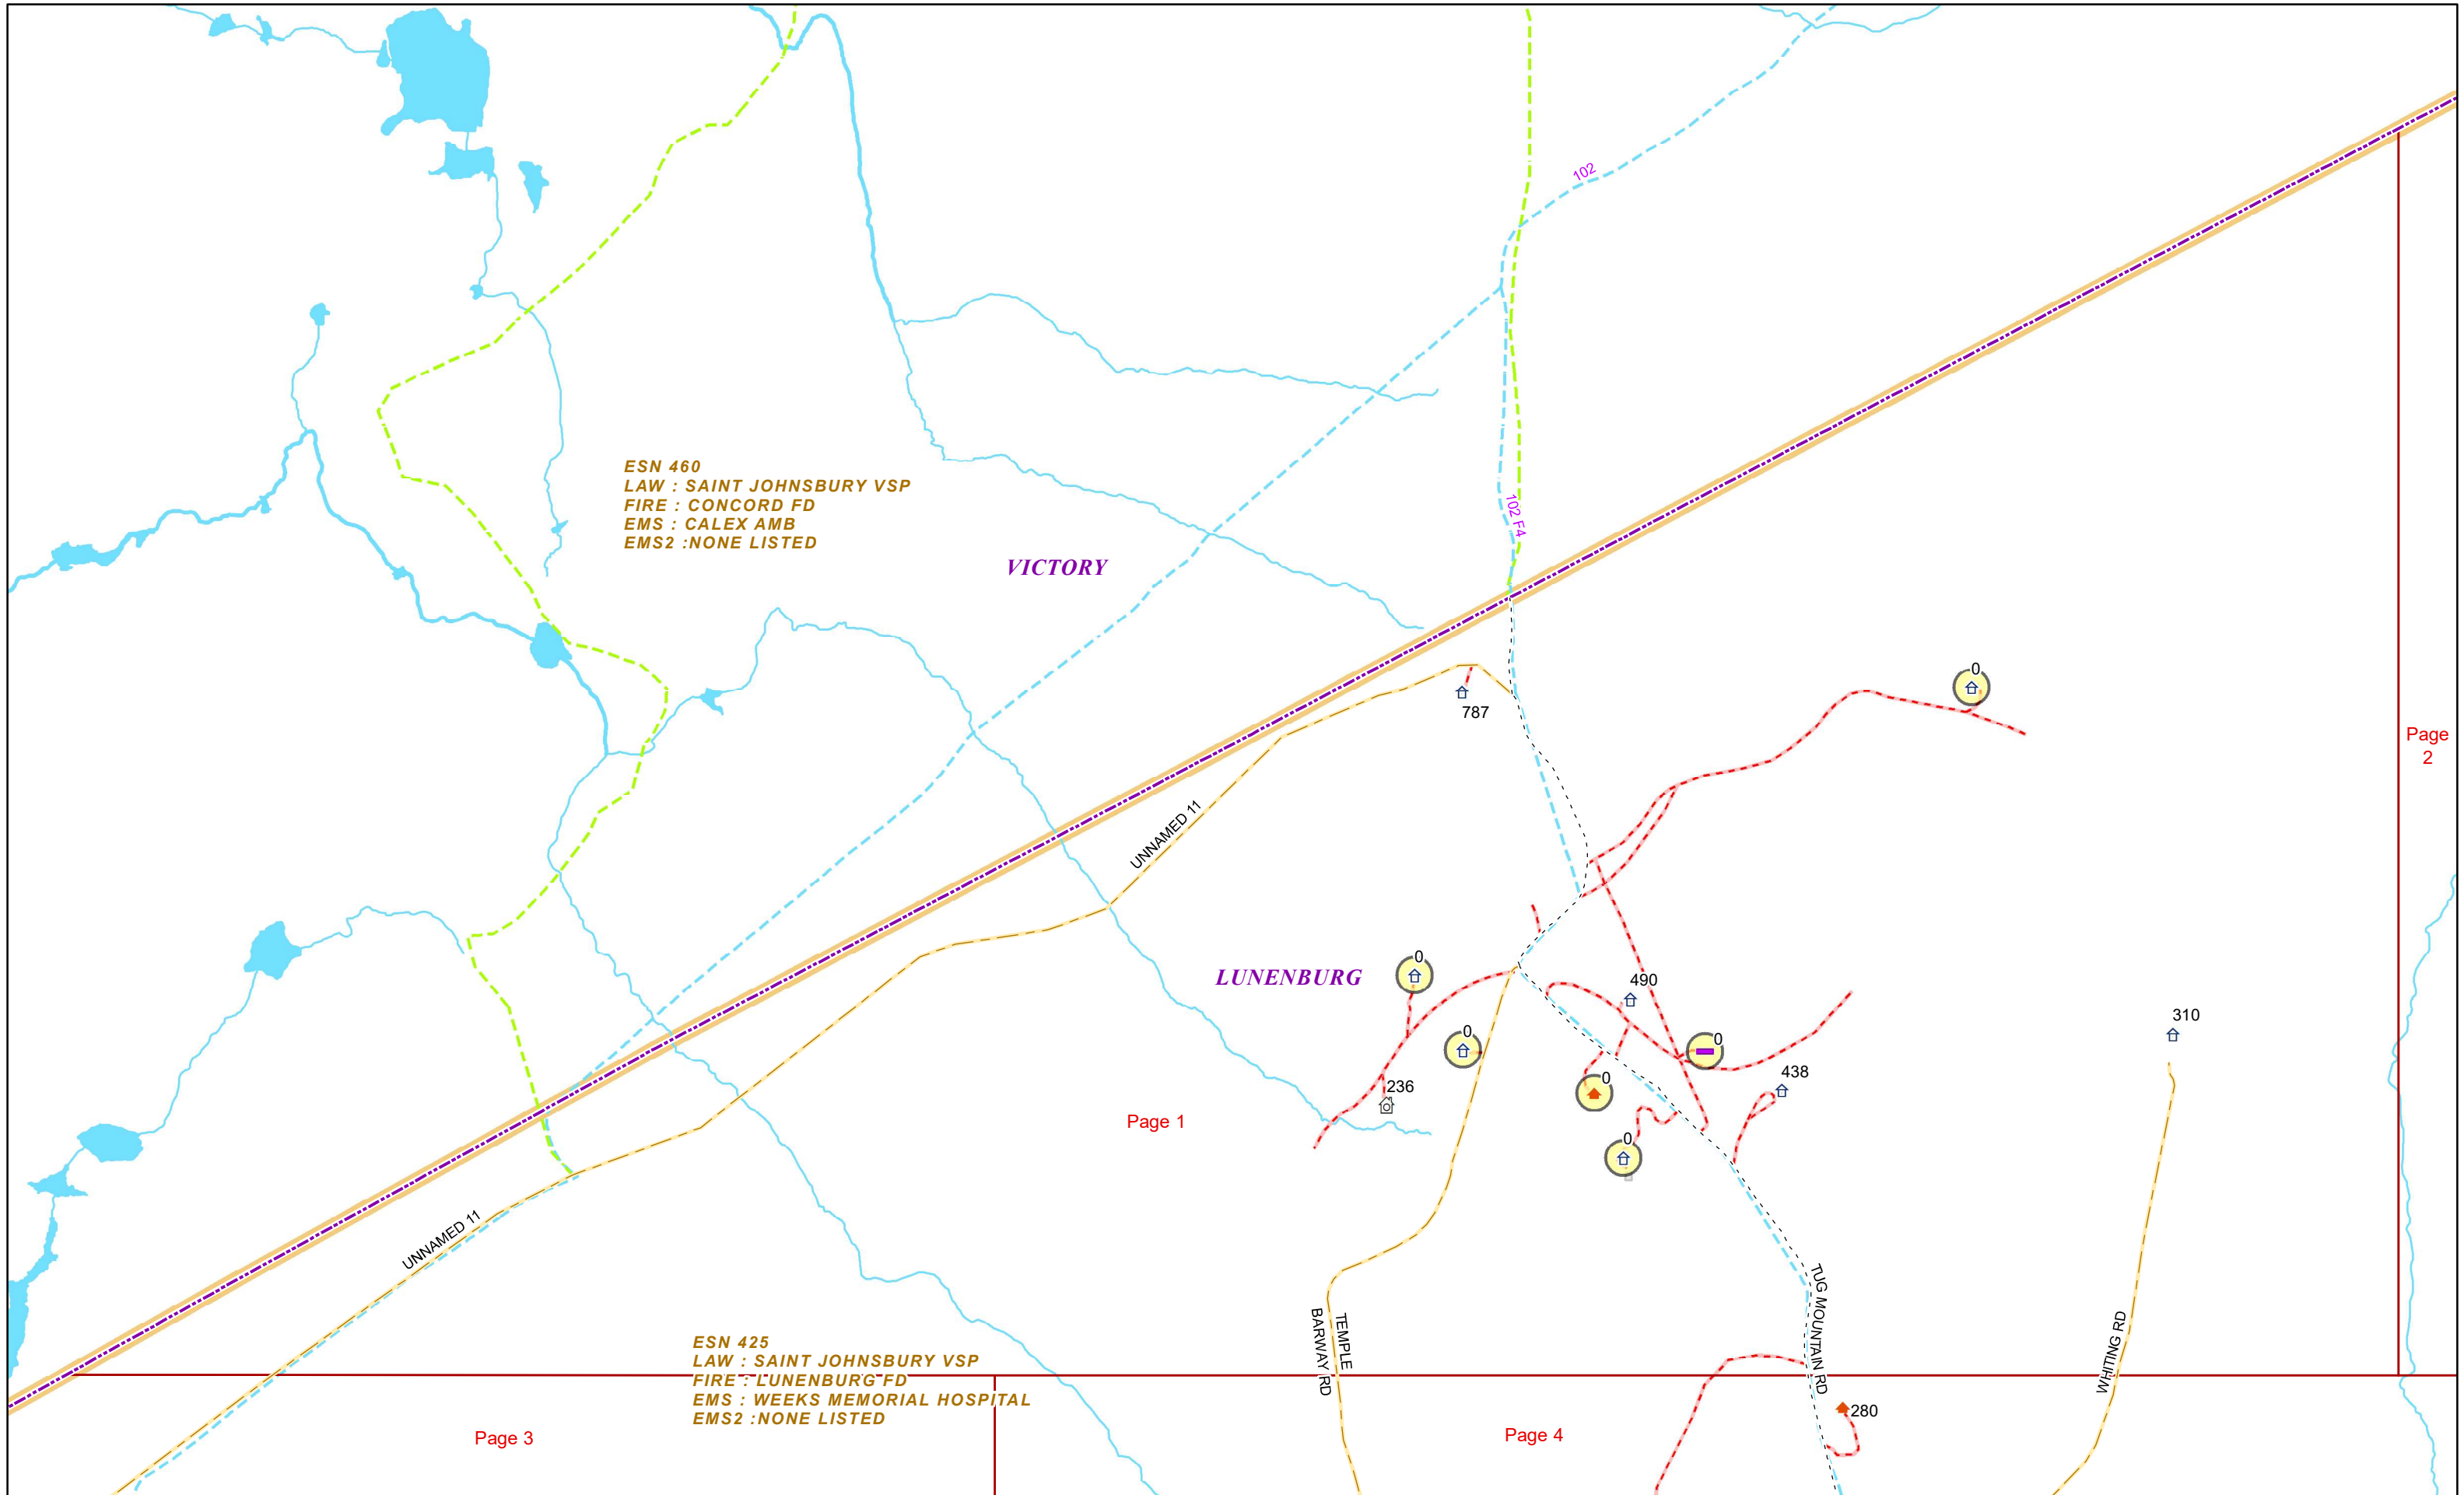 102
ESN 460
LAW : SAINT JOHNSBURY VSP
FIRE : CONCORD FD
EMS : CALEX AMB
EMS2 :NONE LISTED
102 F4
VICTORY
0
787
Page
2
UNNAMED 11
0
LUNENBURG
490
310
0
0
438
0
236
Page 1
0
UNNAMED 11
TUG MOUNTAIN RD
TEMPLE
BARWAY RD
WHITING RD
ESN 425
LAW : SAINT JOHNSBURY VSP
FIRE : LUNENBURG FD
EMS : WEEKS MEMORIAL HOSPITAL
EMS2 :NONE LISTED
280
Page 3
Page 4